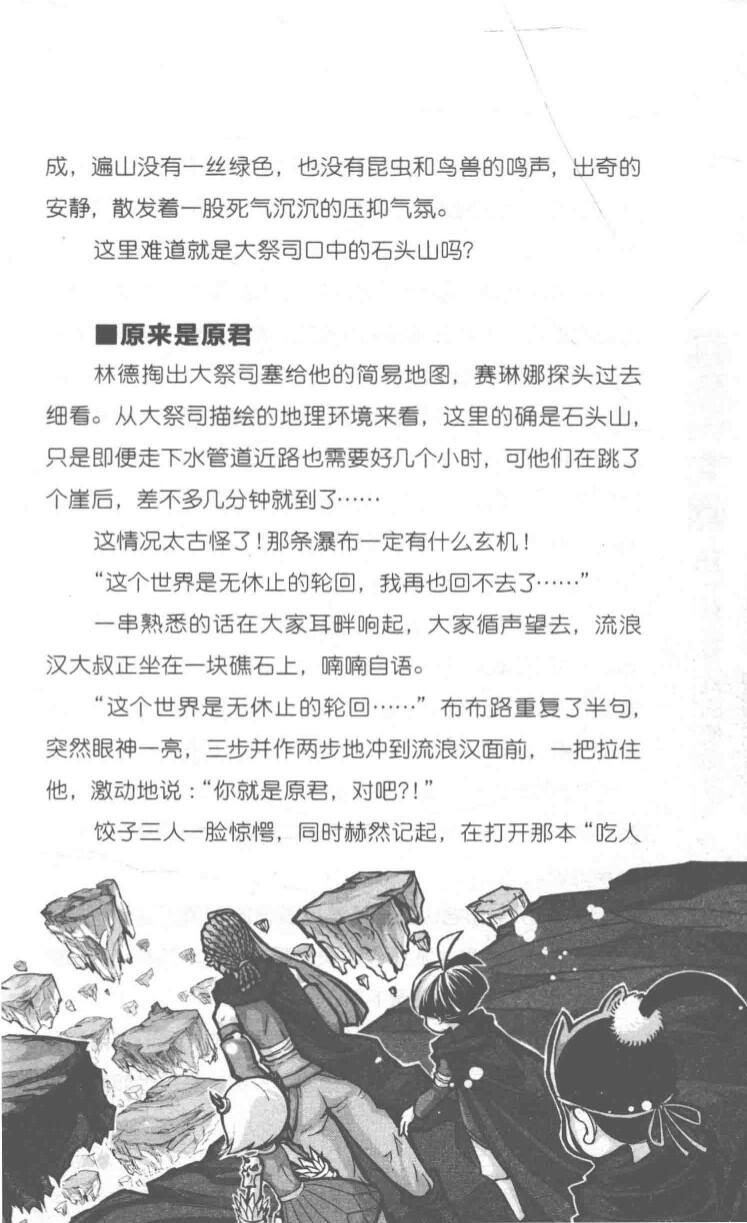 成，遍山没有一丝绿色，也没有昆虫和鸟兽的鸣声，出奇的
安静，散发着一股死气沉沉的压抑气氛。
这里难道就是大祭司口中的石头山吗？
■原来是原君
林德掏出大祭司塞给他的简易地图，赛琳娜探头过去
细看。从大祭司描绘的地理环境来看，这里的确是石头山，
只是即便走下水管道近路也需要好几个小时，可他们在跳了
个崖后，差不多几分钟就到了……
这情况太古怪了！那条瀑布一定有什么玄机！
“这个世界是无休止的轮回，我再也回不去了……”
一串熟悉的话在大家耳畔响起，大家循声望去，流浪
汉大叔正坐在一块礁石上，喃喃自语。
“这个世界是无休止的轮回……”布布路重复了半句，
突然眼神一亮，三步并作两步地冲到流浪汉面前，一把拉住
他，激动地说：“你就是原君，对吧？！”
饺子三人一脸惊愕，同时赫然记起，在打开那本“吃人